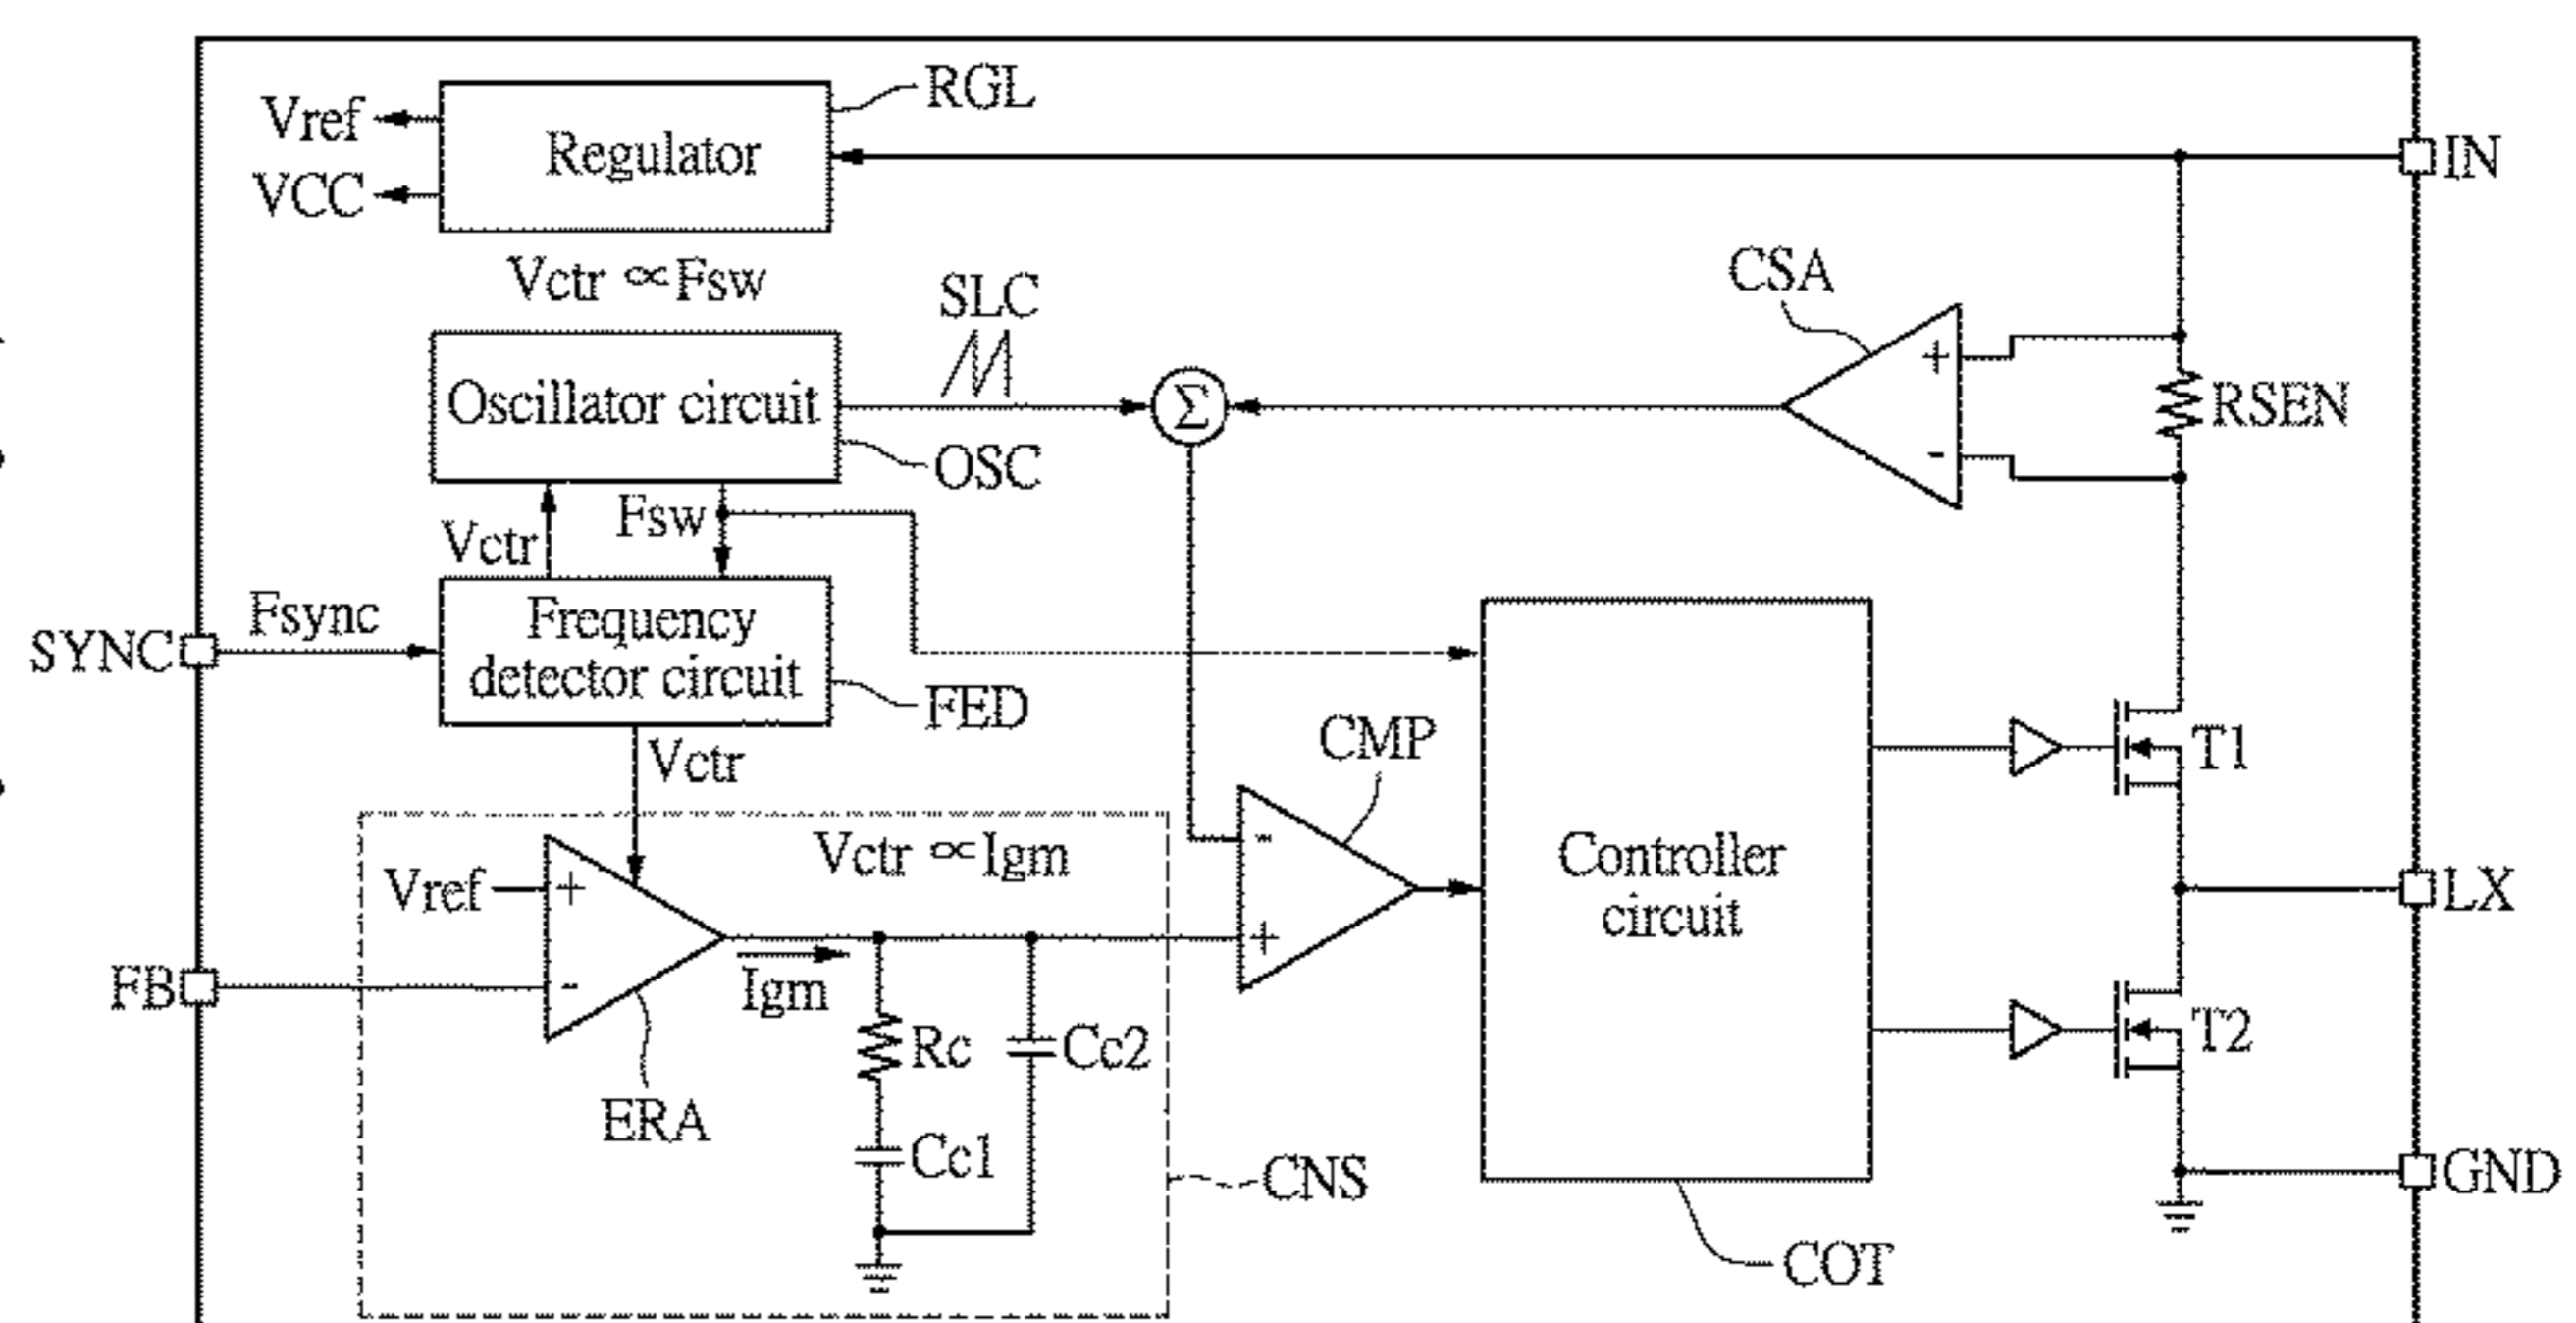 RGL
Vref
Regulator
IN
VCC
Vctr ∝Fsw
SLC
CSA
+
Oscillator circuit
Σ
RSEN
-
OSC
Fsw
Vctr
Fsync
Frequency
detector circuit
SYNC
FED
CMP
T1
Vctr
-
Vctr ∝Igm
Vref
+
Controller
circuit
LX
+
Igm
FB
-
Rc
Cc2
T2
ERA
Cc1
CNS
GND
COT